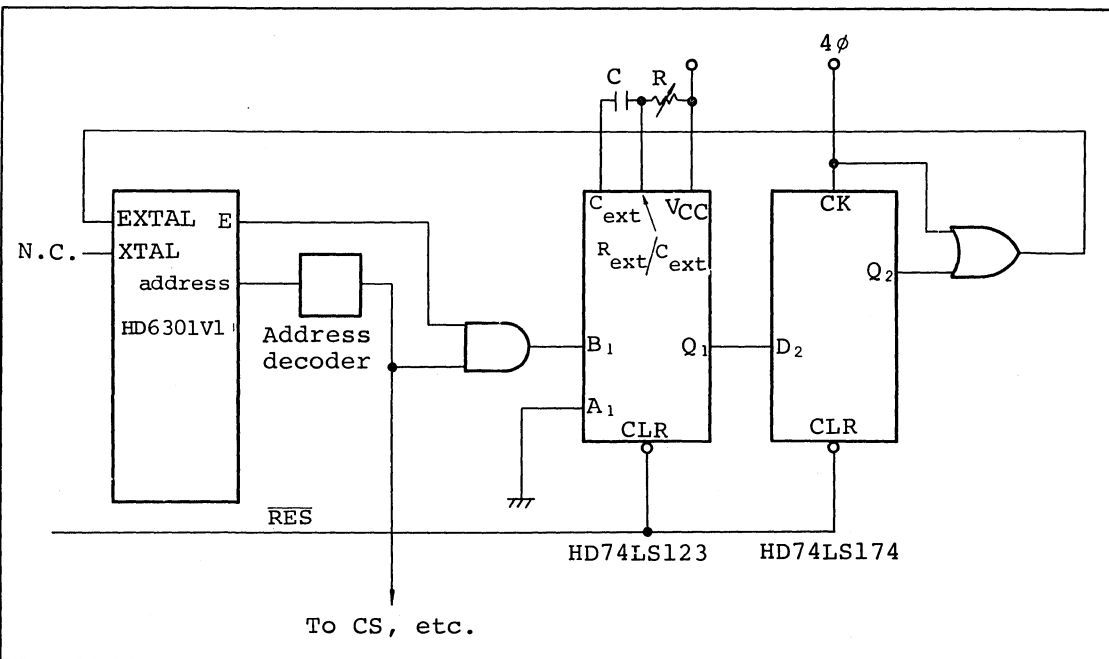 4ø
C R
EXTAL E
N.C. XTAL
address
HD6301V1
Address
decoder
Cext
Rext/Cext
VCC
B1
Q1
A1
CLR
CK
Q2
D2
CLR
RES
HD74LS123 HD74LS174
To CS, etc.